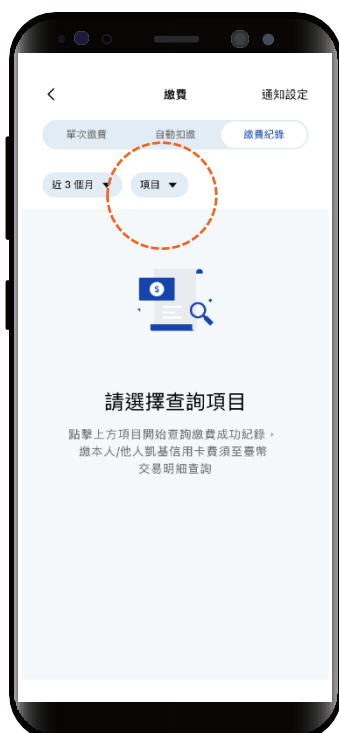 繳費
通知設定
單次繳費
自動扣繳
繳費紀錄
近 3 個月
項目
$
請選擇查詢項目
點擊上方項目開始查詢繳費成功紀錄，
繳本人/他人凱基信用卡費須至臺幣
交易明細查詢